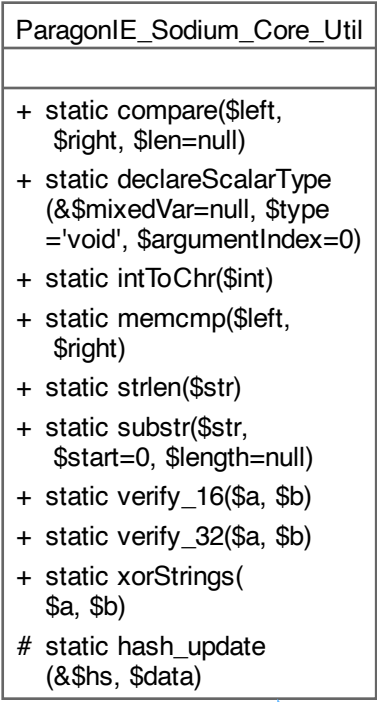 ParagonIE_Sodium_Core_Util
+ static compare($left,
$right, $len=null)
+ static declareScalarType
(&$mixedVar=null, $type
='void', $argumentIndex=0)
+ static intToChr($int)
+ static memcmp($left,
$right)
+ static strlen($str)
+ static substr($str,
$start=0, $length=null)
+ static verify_16($a, $b)
+ static verify_32($a, $b)
+ static xorStrings(
$a, $b)
# static hash_update
(&$hs, $data)